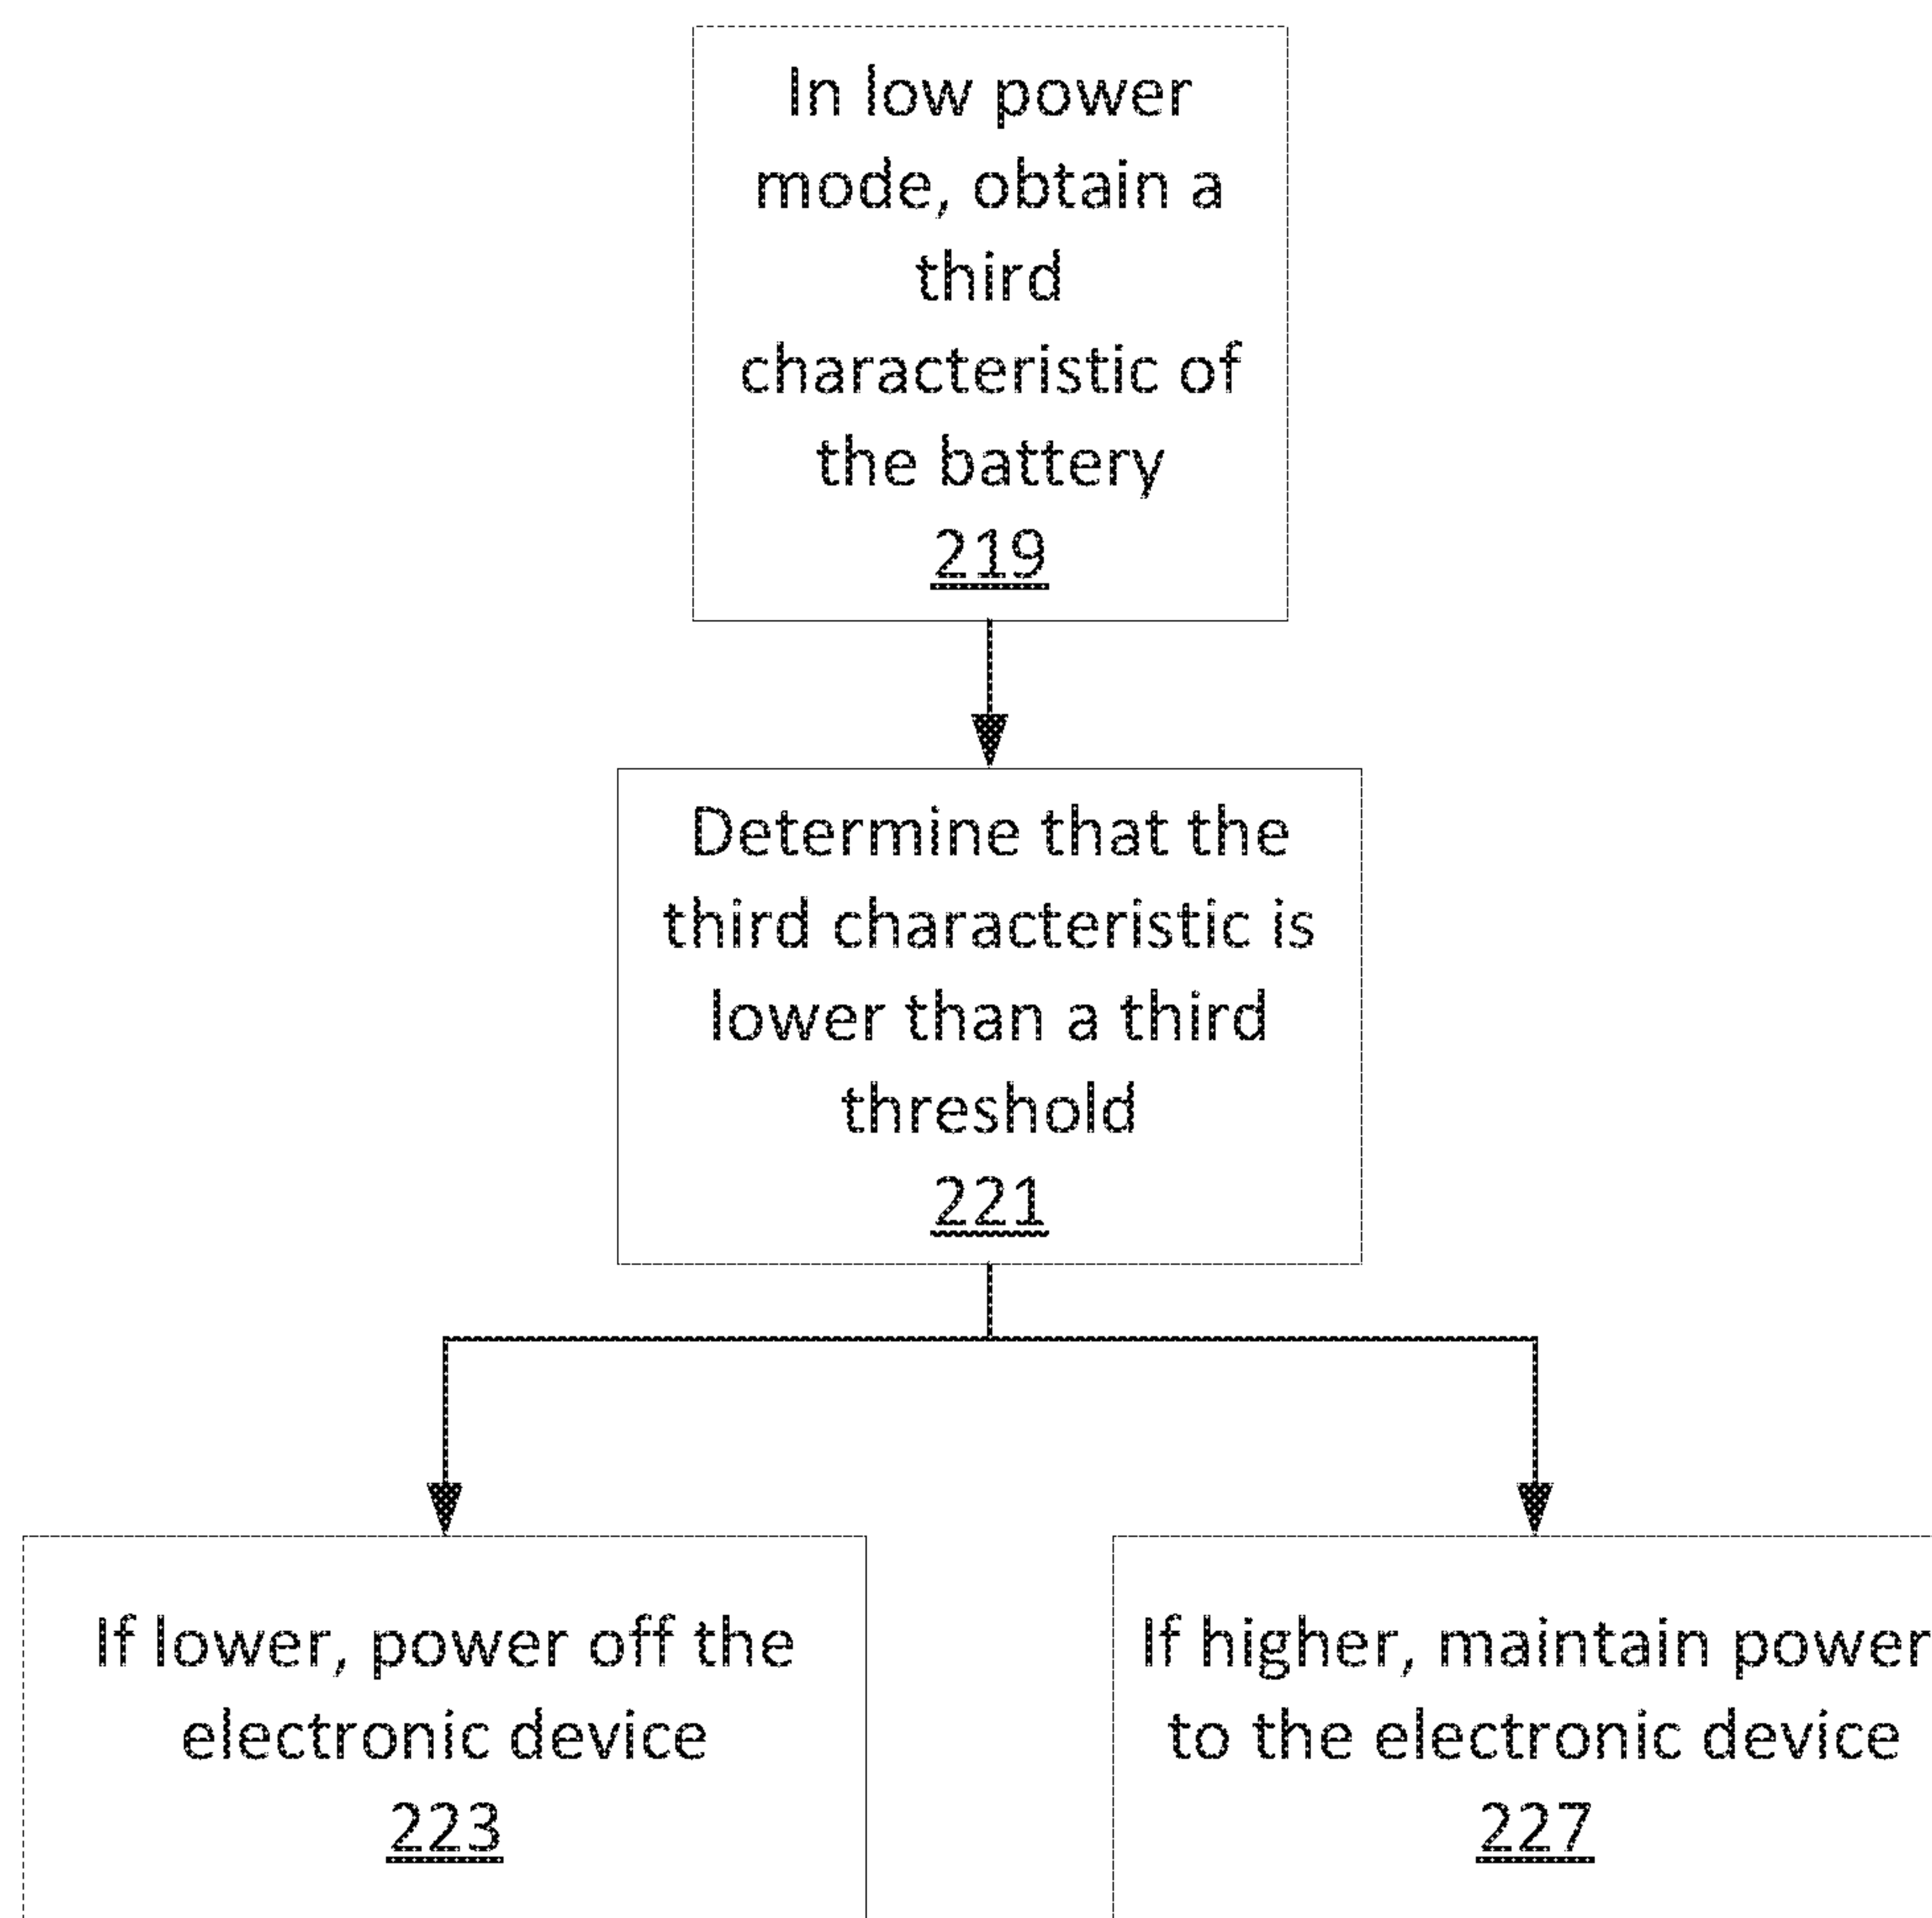 In low power
mode, obtain a
third
characteristic of
the battery
219
Determine that the
third characteristic is
lower than a third
threshold
221
If lower, power off the
electronic device
223
If higher, maintain power
to the electronic device
227